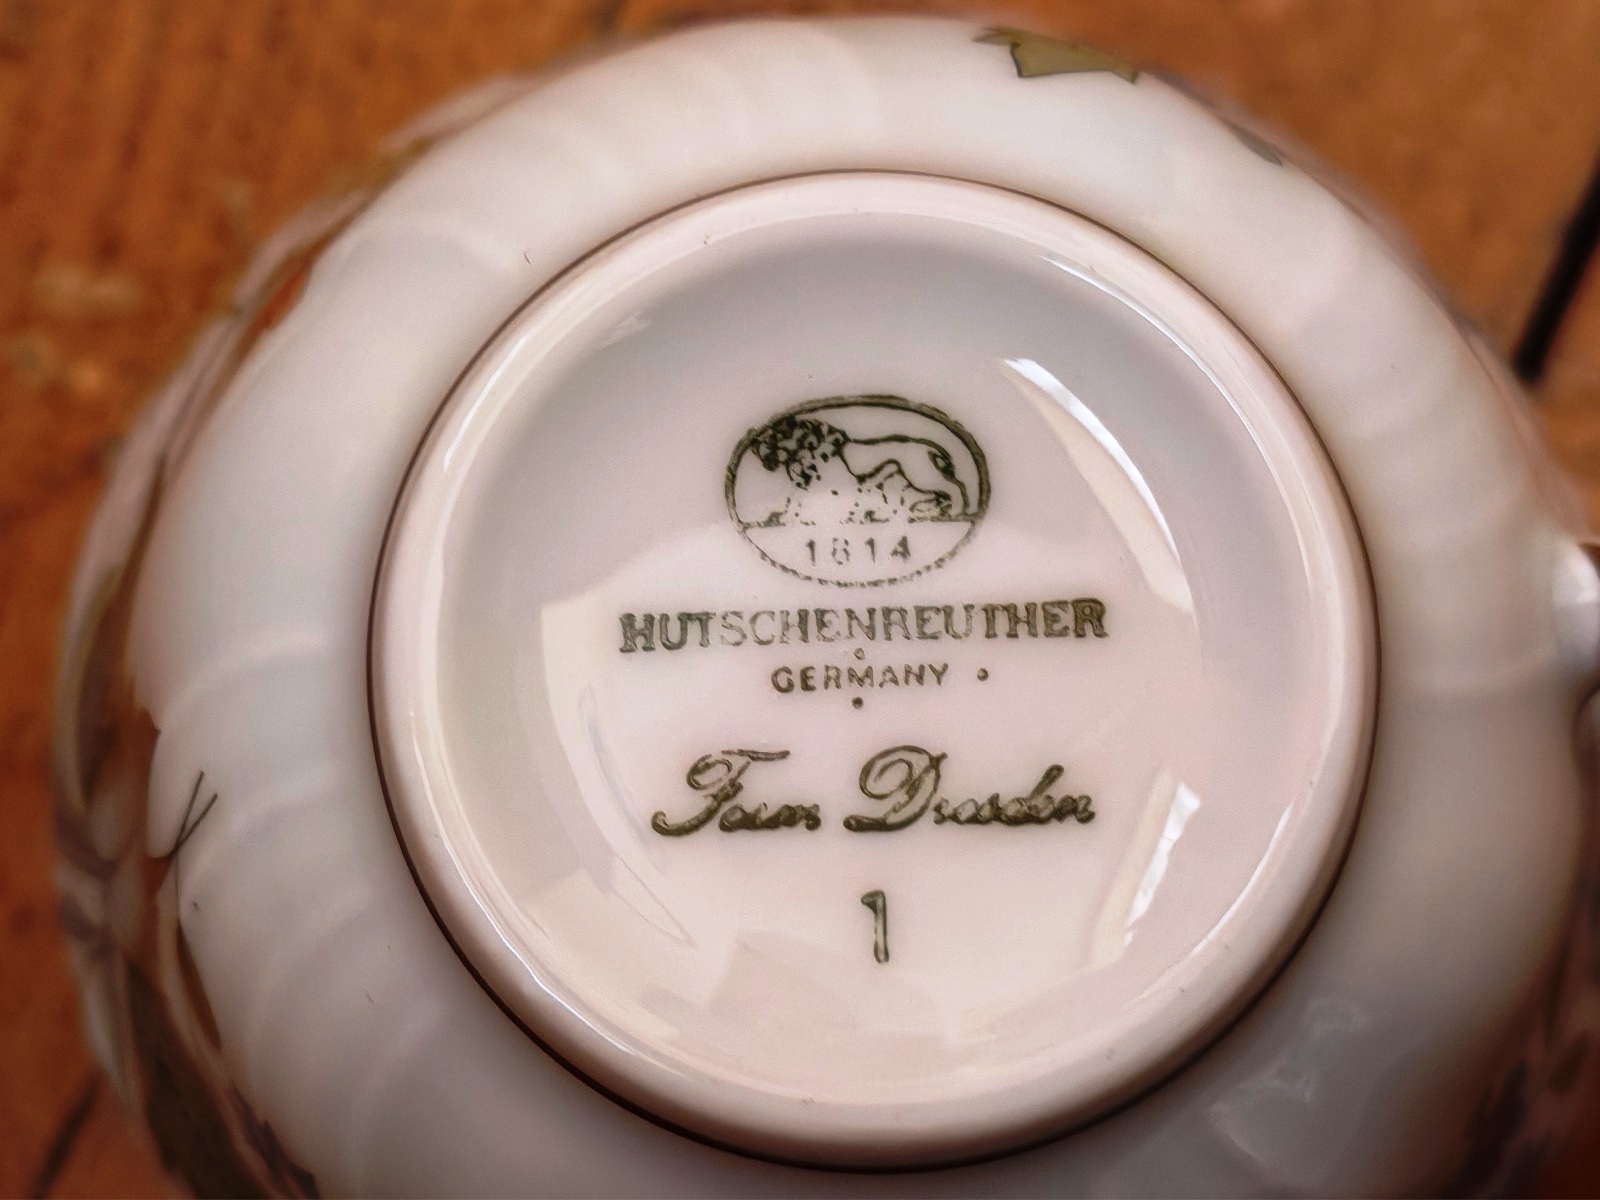 1814
HUTSCHENREUTHER
GERMANY
Form Dresden
1